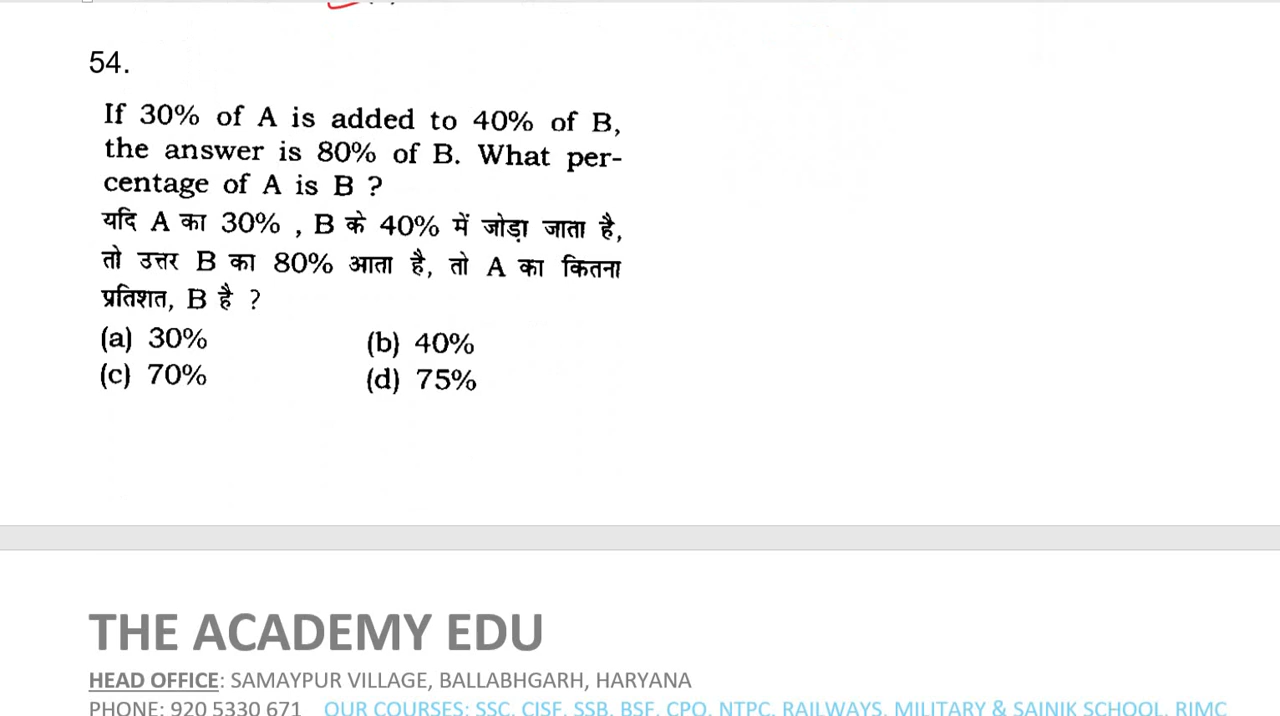 54.
If 30% of A is added to 40% of B,
the answer is 80% of B. What per-
centage of A is B ?
यदि A का 30% , B के 40% में जोड़ा जाता है,
तो उत्तर B का 80% आता है, तो A का कितना
प्रतिशत, B है ?
(a) 30% (b) 40%
(c) 70% (d) 75%
THE ACADEMY EDU
HEAD OFFICE: SAMAYPUR VILLAGE, BALLABHGARH, HARYANA
PHONE: 920 5330 671 OUR COURSES: SSC, CISF, SSB, BSF, CPO, NTPC, RAILWAYS, MILITARY & SAINIK SCHOOL, RIMC